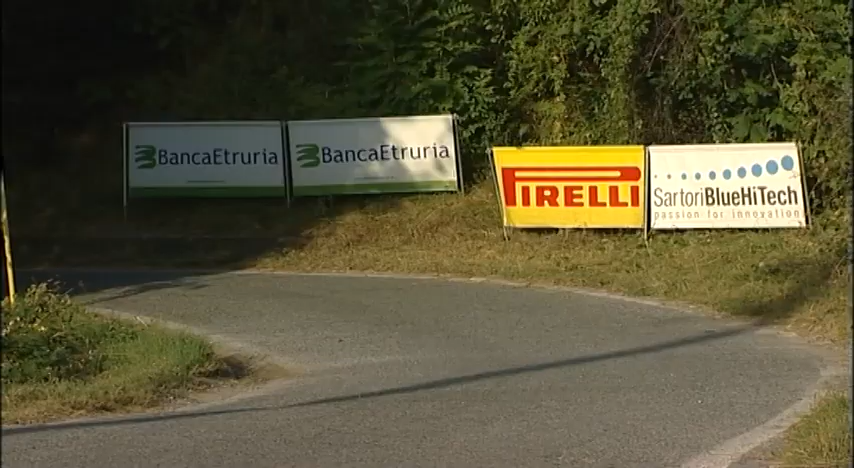 BancaEtruria
BancaEtruria
PIRELLI
SartoriBlueHiTech
passion for innovation